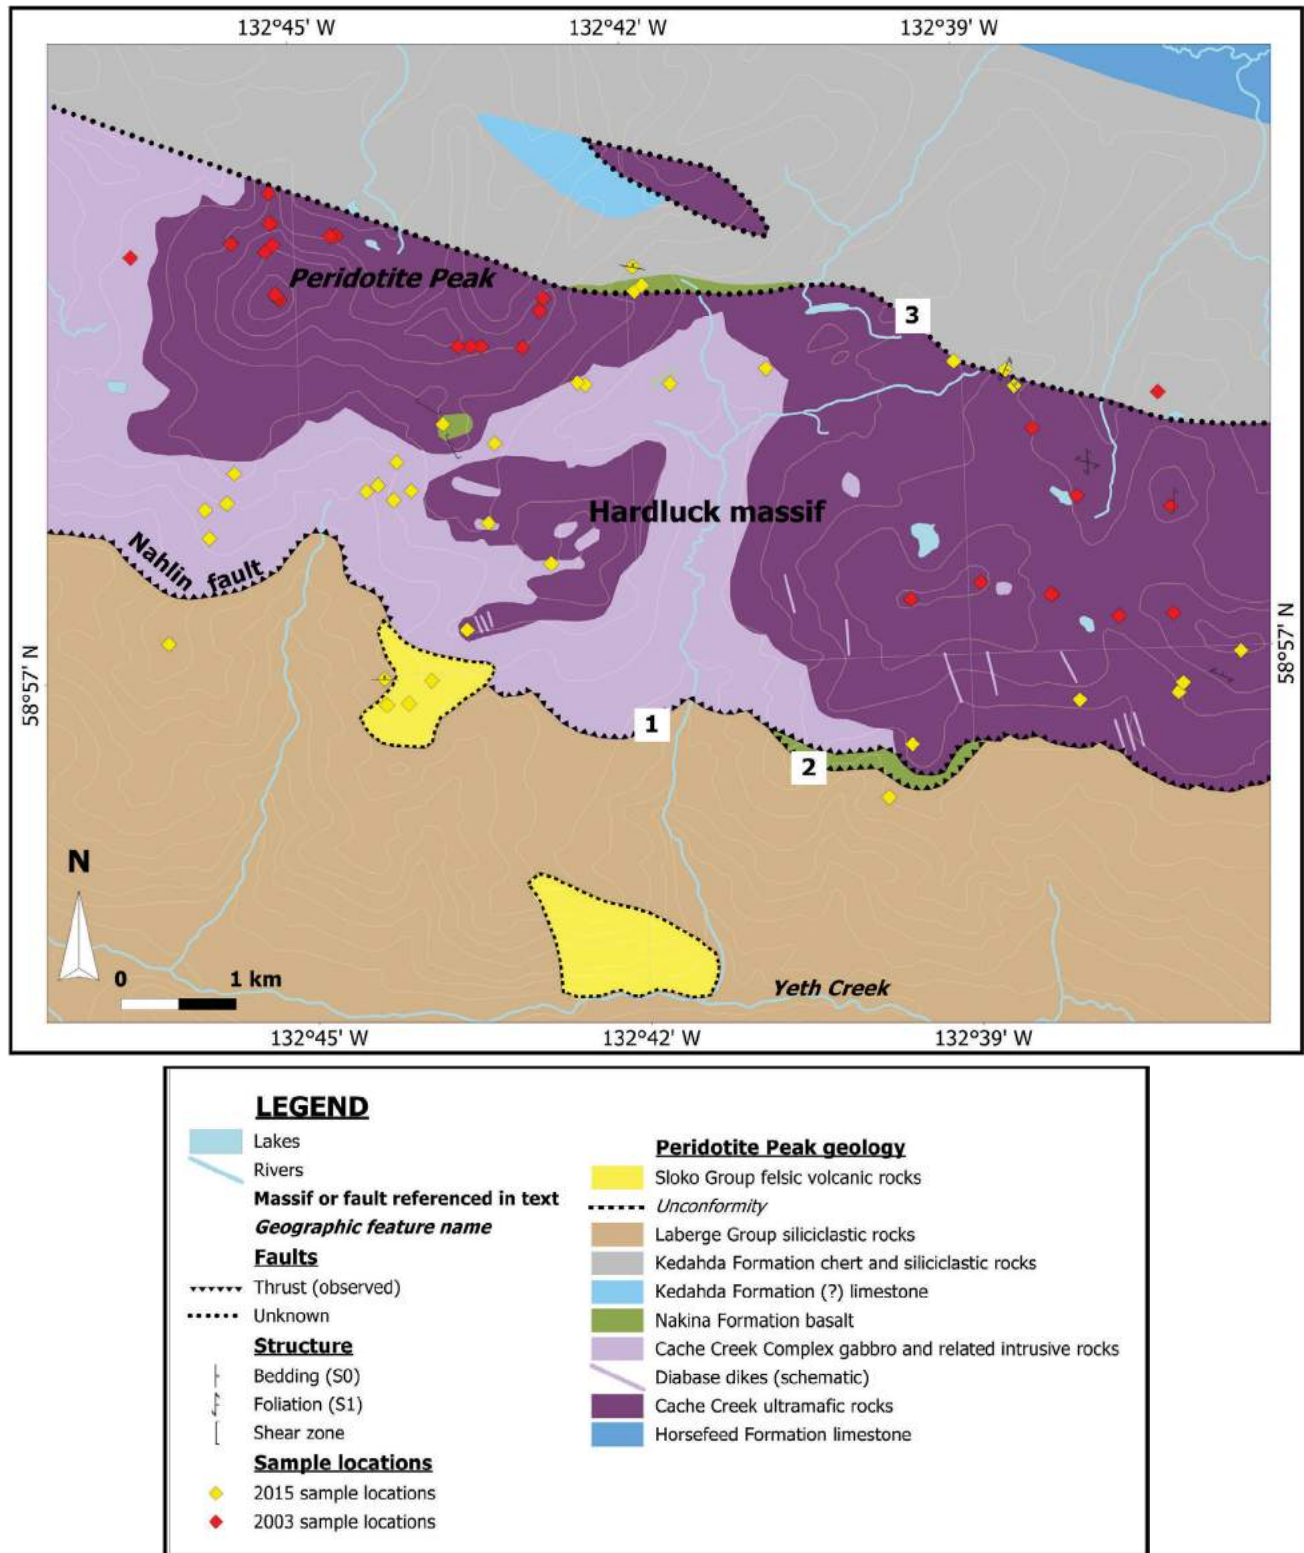 132°45' W 132°42' W 132°39' W
3
Peridotite Peak
Hardluck massif
Nahlin fault
58°57' N
58°57' N
1
2
N
0 1 km
Yeth Creek
132°45' W 132°42' W 132°39' W
LEGEND
Lakes
Rivers
Massif or fault referenced in text
Geographic feature name
Faults
Thrust (observed)
Unknown
Structure
Bedding (S0)
Foliation (S1)
Shear zone
Sample locations
2015 sample locations
2003 sample locations
Peridotite Peak geology
Sloko Group felsic volcanic rocks
Unconformity
Laberge Group siliciclastic rocks
Kedahda Formation chert and siliciclastic rocks
Kedahda Formation (?) limestone
Nakina Formation basalt
Cache Creek Complex gabbro and related intrusive rocks
Diabase dikes (schematic)
Cache Creek ultramafic rocks
Horsefeed Formation limestone